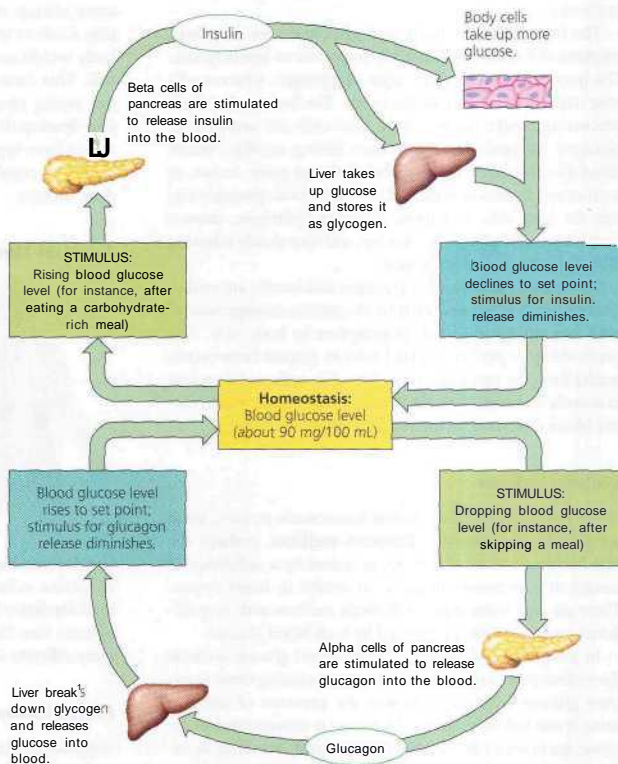 Insulin
Body cells
take up more
glucose.
Beta cells of
pancreas are stimulated
to release insulin
into the blood.
Liver takes
up glucose
and stores it
as glycogen.
STIMULUS:
Rising blood glucose
level (for instance, after
eating a carbohydrate-
rich meal)
Blood glucose level
declines to set point;
stimulus for insulin.
release diminishes.
Homeostasis:
Blood glucose level
(about 90 mg/100 mL)
Blood glucose level
rises to set point;
stimulus for glucagon
release diminishes.
STIMULUS:
Dropping blood glucose
level (for instance, after
skipping a meal)
Alpha cells of pancreas
are stimulated to release
glucagon into the blood.
Liver breaks
down glycogen
and releases
glucose into
blood.
Glucagon